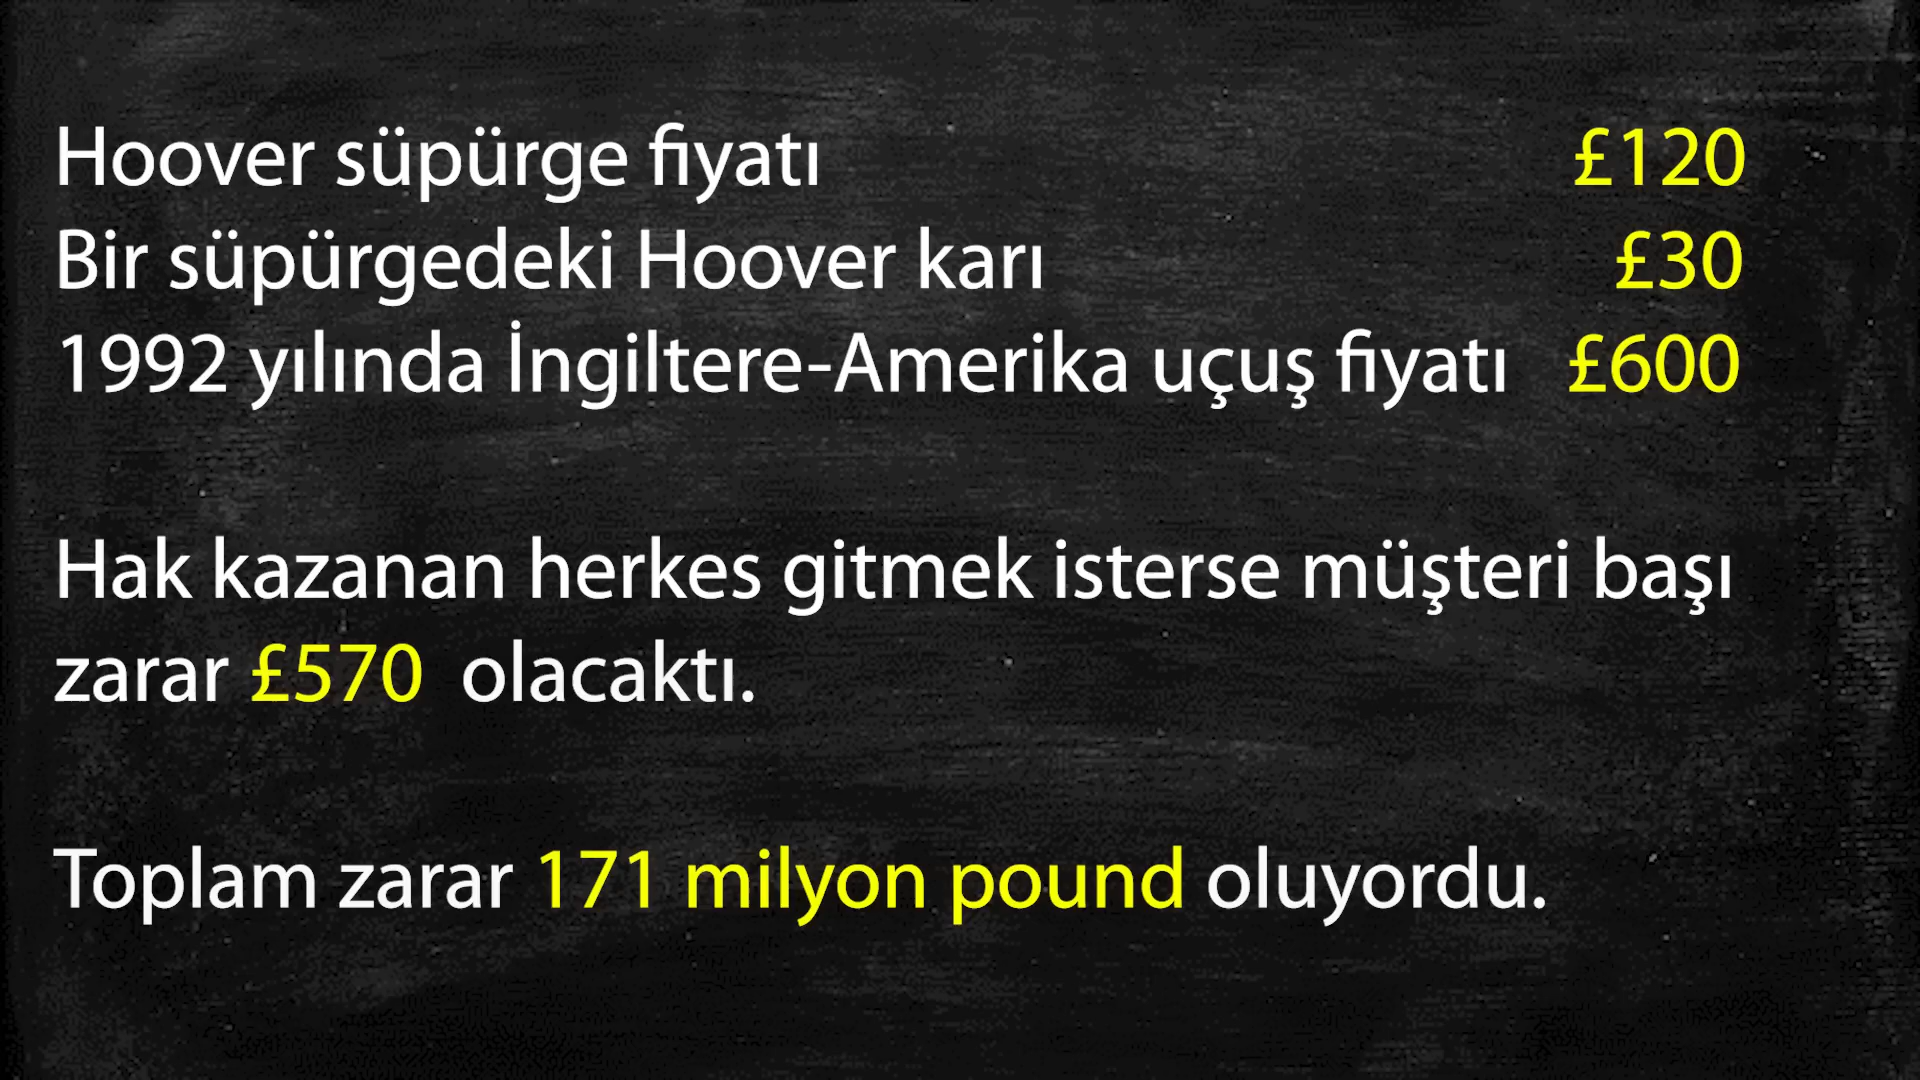 Hoover süpürge fiyatı £120
Bir süpürgedeki Hoover karı £30
1992 yılında İngiltere-Amerika uçuş fiyatı £600
Hak kazanan herkes gitmek isterse müşteri başı
zarar £570 olacaktı.
Toplam zarar 171 milyon pound oluyordu.